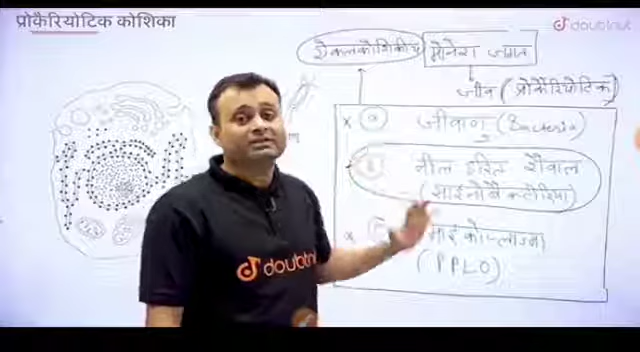 प्रोकैरियोटिक कोशिका
doubtnut
एककोशिकीय मोनेरा जगत
जीव (प्रोकैरियोटिक)
x a जीवाणु (Bacteria)
नील हरित शैवाल
(साइनोबैक्टीरिया)
x माइकोप्लाज्मा
(PPLO)
doubtnut